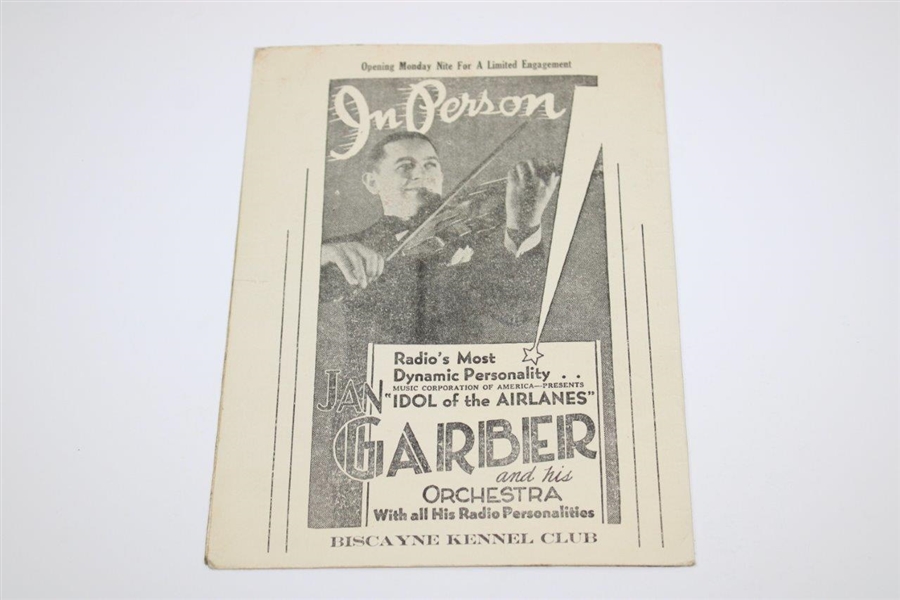 Opening Monday Nite For A Limited Engagement
In Person
Radio's Most
Dynamic Personality . .
MUSIC CORPORATION OF AMERICA—PRESENTS
"IDOL of the AIRLANES"
JAN
GARBER
and his
ORCHESTRA
With all His Radio Personalities
BISCAYNE KENNEL CLUB